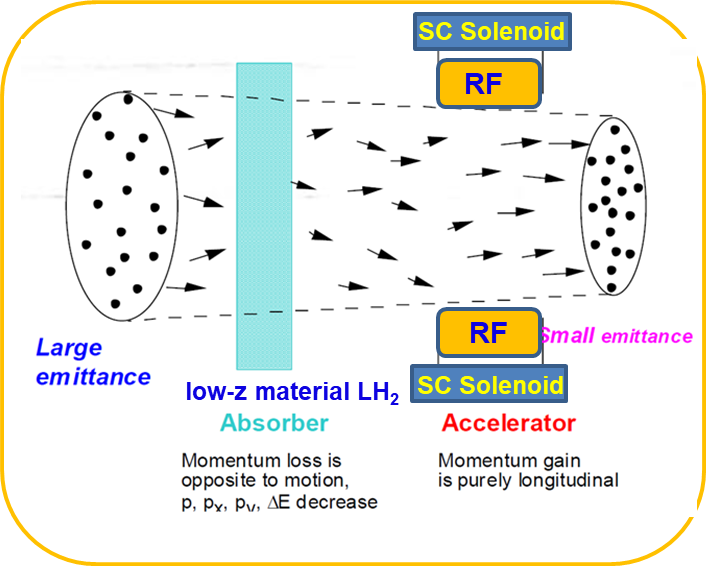 SC Solenoid
RF
RF
Small emittance
Large
emittance
SC Solenoid
low-z material LH₂
Absorber
Accelerator
Momentum loss is
opposite to motion,
p, pₓ, pᵧ, ΔE decrease
Momentum gain
is purely longitudinal